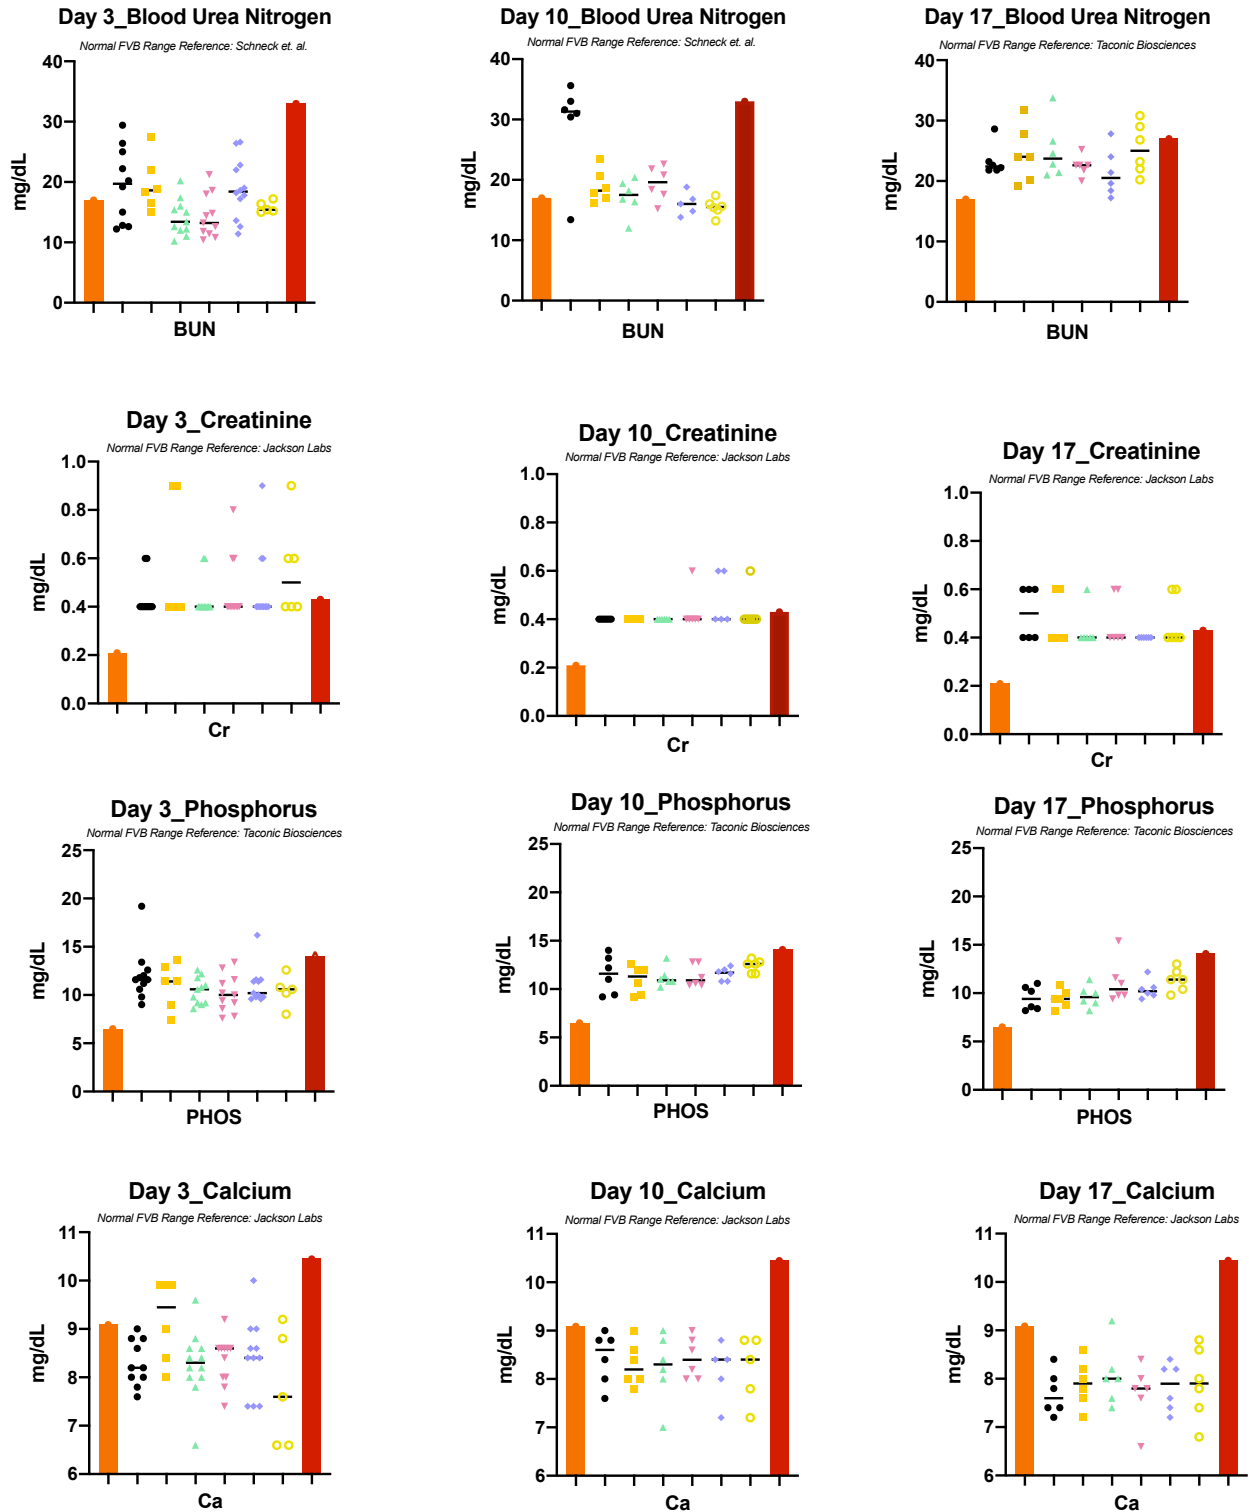 Day 3_Blood Urea Nitrogen
Normal FVB Range Reference: Schneck et. al.
mg/dL
40
30
20
10
0
BUN
Day 10_Blood Urea Nitrogen
Normal FVB Range Reference: Schneck et. al.
mg/dL
40
30
20
10
0
BUN
Day 17_Blood Urea Nitrogen
Normal FVB Range Reference: Taconic Biosciences
mg/dL
40
30
20
10
0
BUN
Day 3_Creatinine
Normal FVB Range Reference: Jackson Labs
mg/dL
1.0
0.8
0.6
0.4
0.2
0.0
Cr
Day 10_Creatinine
Normal FVB Range Reference: Jackson Labs
mg/dL
1.0
0.8
0.6
0.4
0.2
0.0
Cr
Day 17_Creatinine
Normal FVB Range Reference: Jackson Labs
mg/dL
1.0
0.8
0.6
0.4
0.2
0.0
Cr
Day 3_Phosphorus
Normal FVB Range Reference: Taconic Biosciences
mg/dL
25
20
15
10
5
0
PHOS
Day 10_Phosphorus
Normal FVB Range Reference: Taconic Biosciences
mg/dL
25
20
15
10
5
0
PHOS
Day 17_Phosphorus
Normal FVB Range Reference: Taconic Biosciences
mg/dL
25
20
15
10
5
0
PHOS
Day 3_Calcium
Normal FVB Range Reference: Jackson Labs
mg/dL
11
10
9
8
7
6
Ca
Day 10_Calcium
Normal FVB Range Reference: Jackson Labs
mg/dL
11
10
9
8
7
6
Ca
Day 17_Calcium
Normal FVB Range Reference: Jackson Labs
mg/dL
11
10
9
8
7
6
Ca